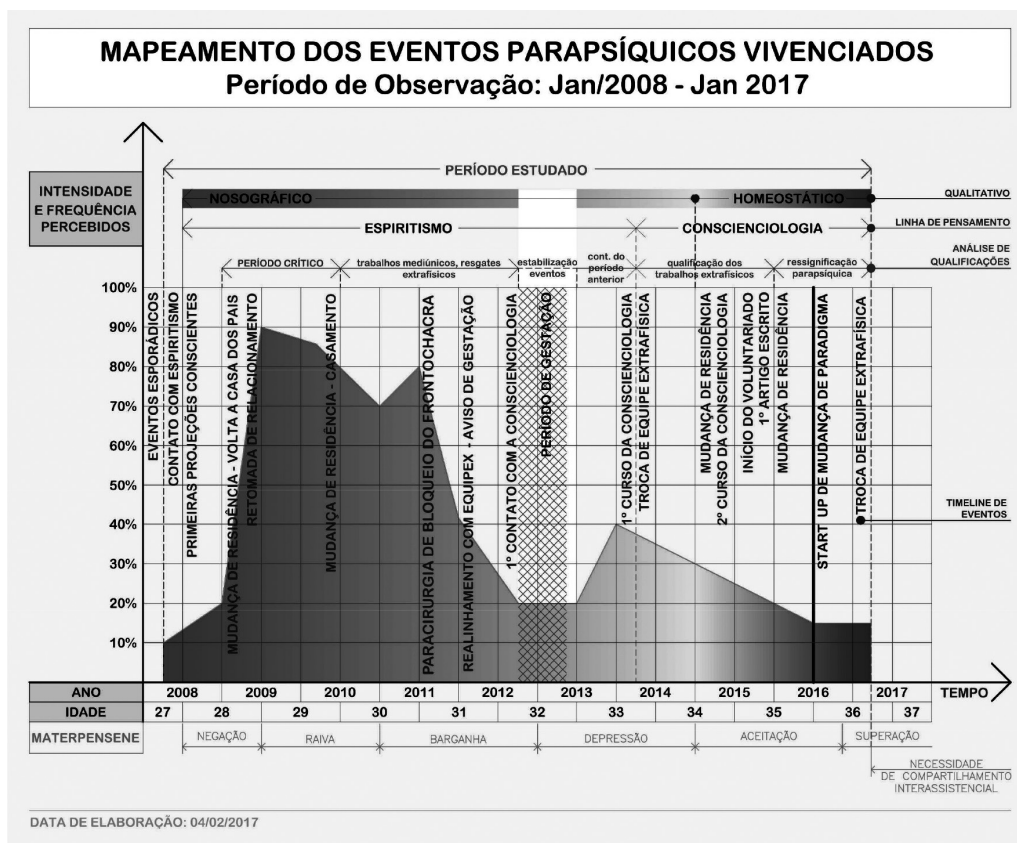 MAPEAMENTO DOS EVENTOS PARAPSÍQUICOS VIVENCIADOS
Período de Observação: Jan/2008 - Jan 2017
PERÍODO ESTUDADO
INTENSIDADE
E FREQUÊNCIA
PERCEBIDOS
NOSOGRÁFICO
HOMEOSTÁTICO
QUALITATIVO
ESPIRITISMO
CONSCIENCIOLOGIA
LINHA DE PENSAMENTO
PERÍODO CRÍTICO
trabalhos mediúnicos, resgates
extrafísicos
estabilização
eventos
cont. do
período
anterior
qualificação dos
trabalhos extrafísicos
ressignificação
parapsíquica
ANÁLISE DE
QUALIFICAÇÕES
100%
90%
80%
70%
60%
50%
40%
30%
20%
10%
EVENTOS ESPORÁDICOS
CONTATO COM ESPIRITISMO
PRIMEIRAS PROJEÇÕES CONSCIENTES
MUDANÇA DE RESIDÊNCIA - VOLTA A CASA DOS PAIS
RETOMADA DE RELACIONAMENTO
MUDANÇA DE RESIDÊNCIA - CASAMENTO
PARACIRURGIA DE BLOQUEIO DO FRONTOCHACRA
REALINHAMENTO COM EQUIPEX - AVISO DE GESTAÇÃO
1º CONTATO COM A CONSCIENCIOLOGIA
PERÍODO DE GESTAÇÃO
1º CURSO DA CONSCIENCIOLOGIA
TROCA DE EQUIPE EXTRAFÍSICA
MUDANÇA DE RESIDÊNCIA
2º CURSO DA CONSCIENCIOLOGIA
INÍCIO DO VOLUNTARIADO
1º ARTIGO ESCRITO
MUDANÇA DE RESIDÊNCIA
START UP DE MUDANÇA DE PARADIGMA
TROCA DE EQUIPE EXTRAFÍSICA
TIMELINE DE
EVENTOS
ANO 2008 2009 2010 2011 2012 2013 2014 2015 2016 2017 TEMPO
IDADE 27 28 29 30 31 32 33 34 35 36 37
MATERPENSENE NEGAÇÃO RAIVA BARGANHA DEPRESSÃO ACEITAÇÃO SUPERAÇÃO
NECESSIDADE
DE COMPARTILHAMENTO
INTERASSISTENCIAL
DATA DE ELABORAÇÃO: 04/02/2017